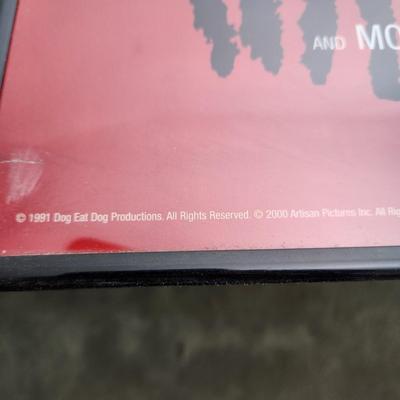 AND MO
© 1991 Dog Eat Dog Productions. All Rights Reserved. © 2000 Artisan Pictures Inc. All Rig